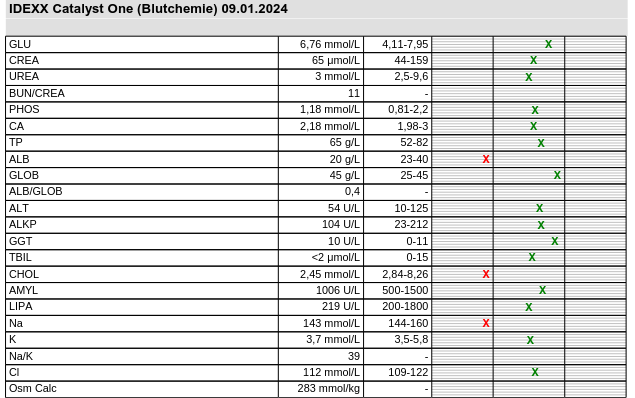 IDEXX Catalyst One (Blutchemie) 09.01.2024
GLU 6,76 mmol/L 4,11-7,95 X
CREA 65 µmol/L 44-159 X
UREA 3 mmol/L 2,5-9,6 X
BUN/CREA 11 -
PHOS 1,18 mmol/L 0,81-2,2 X
CA 2,18 mmol/L 1,98-3 X
TP 65 g/L 52-82 X
ALB 20 g/L 23-40 X
GLOB 45 g/L 25-45 X
ALB/GLOB 0,4 -
ALT 54 U/L 10-125 X
ALKP 104 U/L 23-212 X
GGT 10 U/L 0-11 X
TBIL <2 µmol/L 0-15 X
CHOL 2,45 mmol/L 2,84-8,26 X
AMYL 1006 U/L 500-1500 X
LIPA 219 U/L 200-1800 X
Na 143 mmol/L 144-160 X
K 3,7 mmol/L 3,5-5,8 X
Na/K 39 -
Cl 112 mmol/L 109-122 X
Osm Calc 283 mmol/kg -